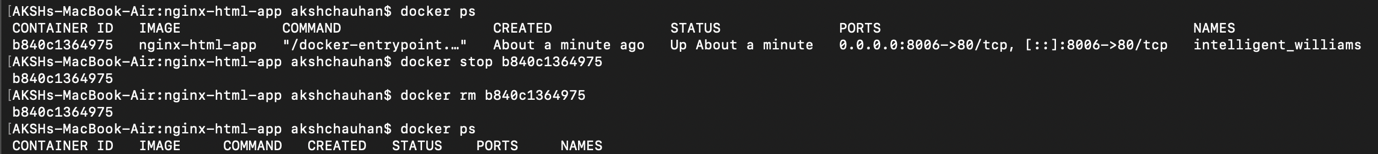 [AKSHs-MacBook-Air:nginx-html-app akshchauhan$ docker ps
CONTAINER ID   IMAGE            COMMAND                  CREATED              STATUS              PORTS                                     NAMES
b840c1364975   nginx-html-app   "/docker-entrypoint.…"   About a minute ago   Up About a minute   0.0.0.0:8006->80/tcp, [::]:8006->80/tcp   intelligent_williams
[AKSHs-MacBook-Air:nginx-html-app akshchauhan$ docker stop b840c1364975
b840c1364975
[AKSHs-MacBook-Air:nginx-html-app akshchauhan$ docker rm b840c1364975
b840c1364975
[AKSHs-MacBook-Air:nginx-html-app akshchauhan$ docker ps
CONTAINER ID   IMAGE     COMMAND   CREATED   STATUS    PORTS     NAMES